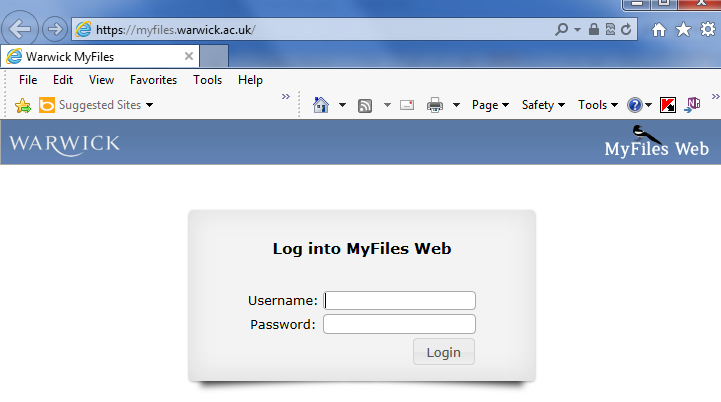 https://myfiles.warwick.ac.uk/
Warwick MyFiles
File Edit View Favorites Tools Help
Suggested Sites
Page Safety Tools
WARWICK
MyFiles Web
Log into MyFiles Web
Username:
Password:
Login